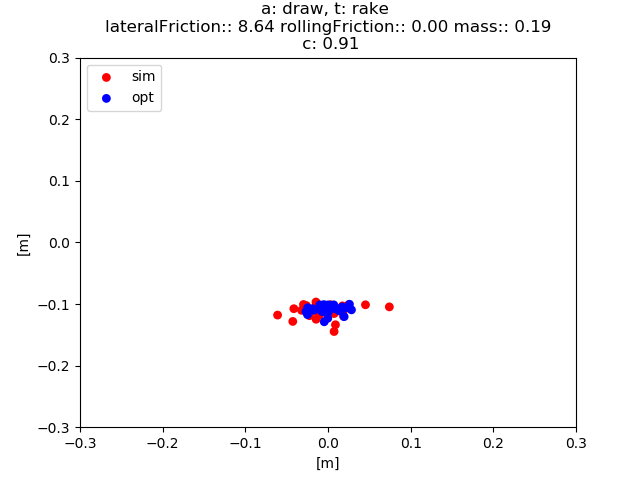 a: draw, t: rake
lateralFriction:: 8.64 rollingFriction:: 0.00 mass:: 0.19
c: 0.91
sim
opt
0.3
0.2
0.1
0.0
−0.1
−0.2
−0.3
[m]
−0.3
−0.2
−0.1
0.0
0.1
0.2
0.3
[m]